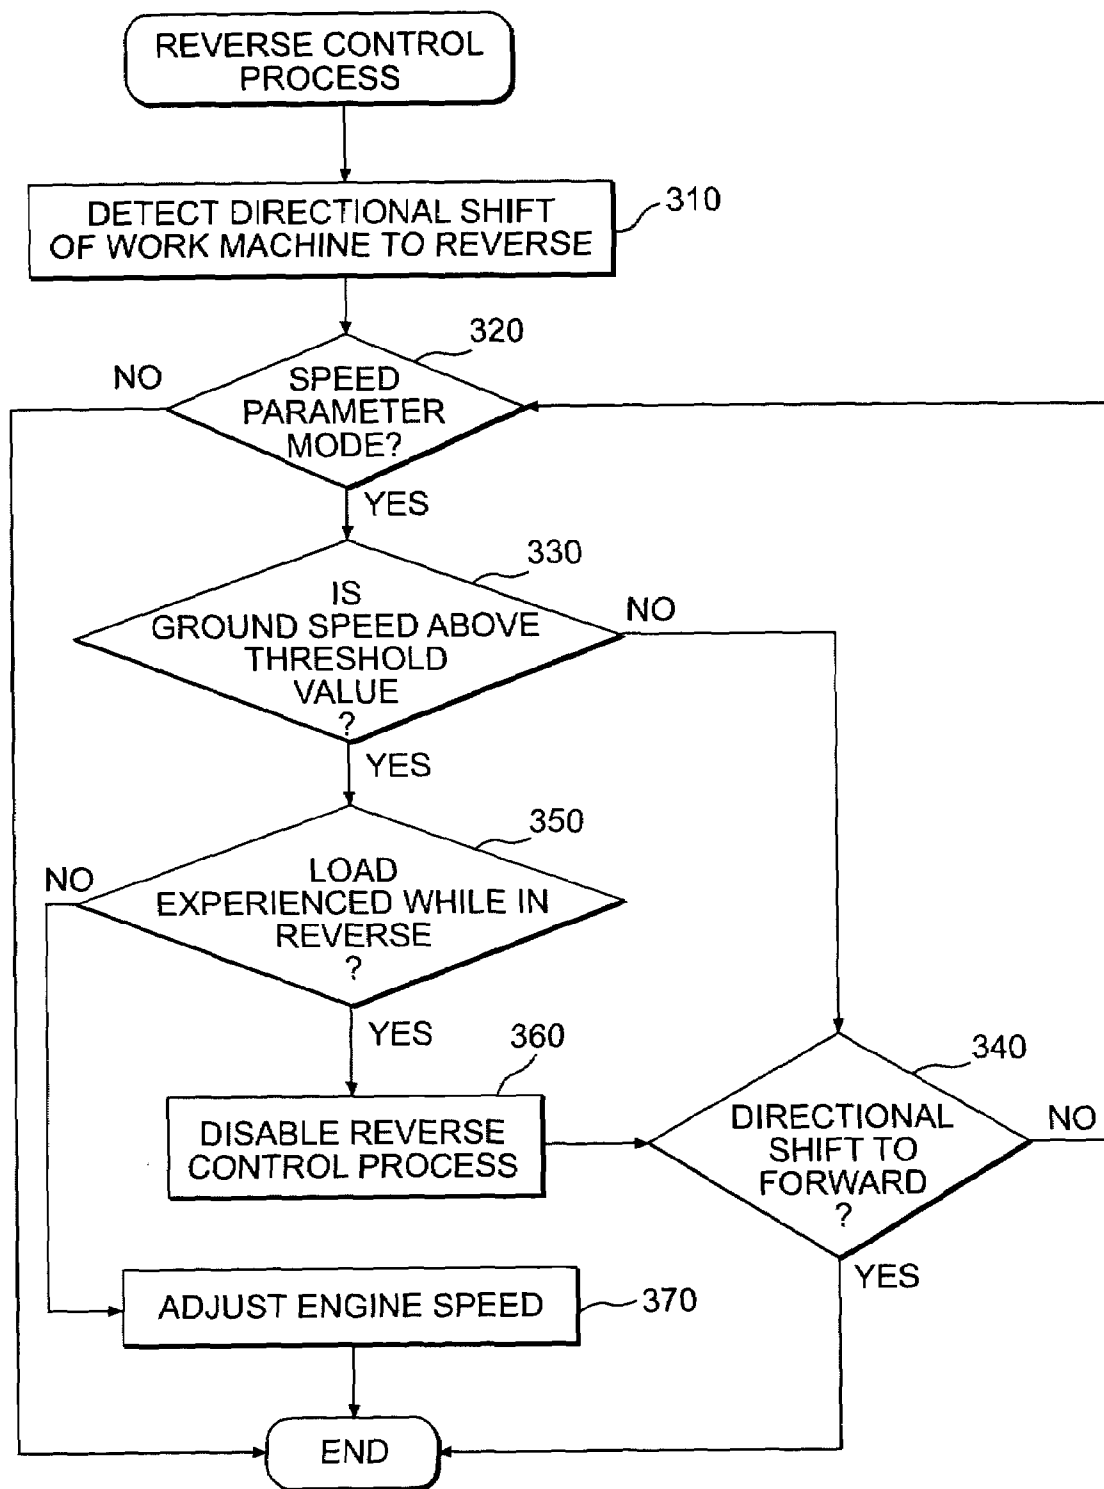 REVERSE CONTROL
PROCESS
DETECT DIRECTIONAL SHIFT
OF WORK MACHINE TO REVERSE
310
320
NO
SPEED
PARAMETER
MODE?
YES
330
IS
GROUND SPEED ABOVE
THRESHOLD
VALUE
?
NO
YES
350
NO
LOAD
EXPERIENCED WHILE IN
REVERSE
?
YES
360
DISABLE REVERSE
CONTROL PROCESS
340
DIRECTIONAL
SHIFT TO
FORWARD
?
NO
YES
ADJUST ENGINE SPEED
370
END